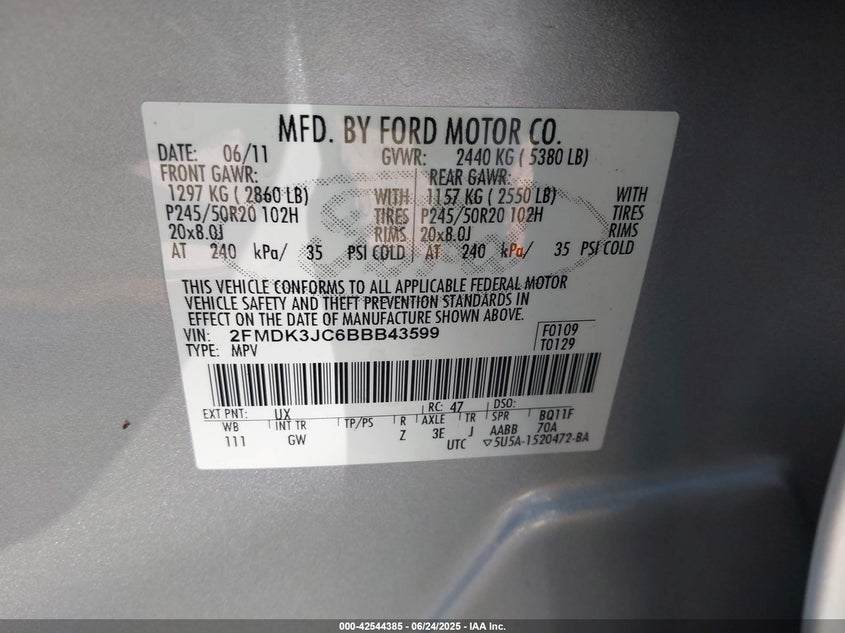 MFD. BY FORD MOTOR CO.
DATE: 06/11 GVWR: 2440 KG ( 5380 LB)
FRONT GAWR: REAR GAWR:
1297 KG ( 2860 LB) WITH 1157 KG ( 2550 LB) WITH
P245/50R20 102H TIRES P245/50R20 102H TIRES
20x8.0J RIMS 20x8.0J RIMS
AT 240 kPa/ 35 PSI COLD AT 240 kPa/ 35 PSI COLD
THIS VEHICLE CONFORMS TO ALL APPLICABLE FEDERAL MOTOR
VEHICLE SAFETY AND THEFT PREVENTION STANDARDS IN
EFFECT ON THE DATE OF MANUFACTURE SHOWN ABOVE.
VIN: 2FMDK3JC6BBB43599 F0109
TYPE: MPV T0129
EXT PNT: UX RC: 47 DSO:
WB INT TR TP/PS R AXLE TR SPR BQ11F
111 GW Z 3E J AABB 70A
UTC ▽5U5A-1520472-BA
000-42544385 | 06/24/2025 - IAA Inc.